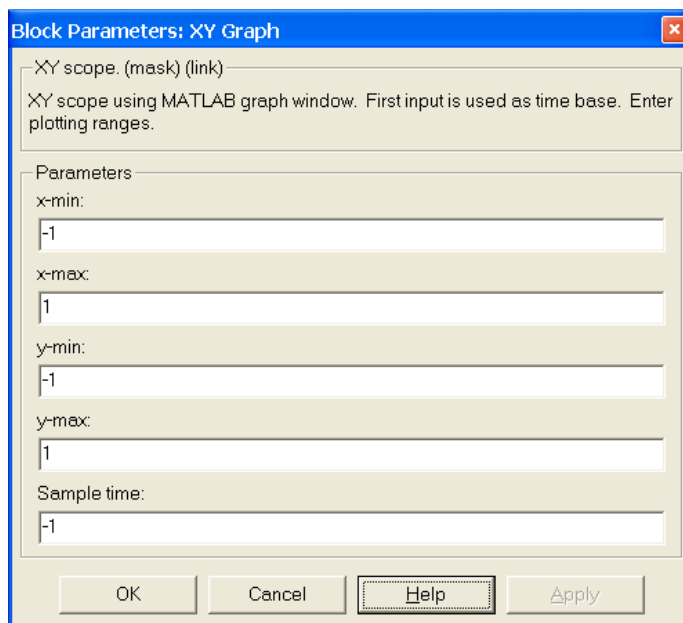 Block Parameters: XY Graph
XY scope. (mask) (link)
XY scope using MATLAB graph window.  First input is used as time base.  Enter
plotting ranges.
Parameters
x-min:
-1
x-max:
1
y-min:
-1
y-max:
1
Sample time:
-1
OK Cancel Help Apply